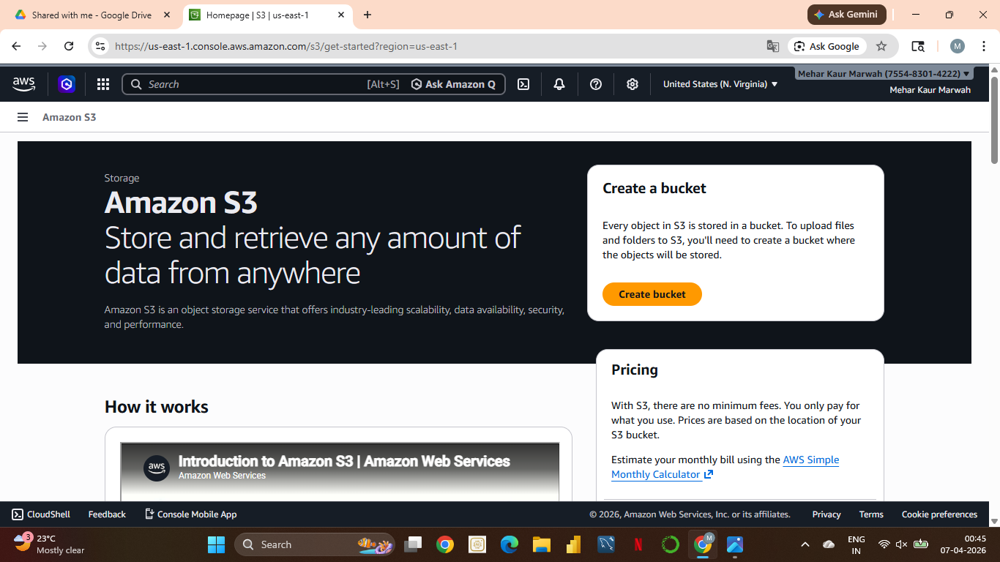 Shared with me - Google Drive
Homepage | S3 | us-east-1
Ask Gemini
https://us-east-1.console.aws.amazon.com/s3/get-started?region=us-east-1
Ask Google
M
aws
Search
[Alt+S]
Ask Amazon Q
United States (N. Virginia)
Mehar Kaur Marwah (7554-8301-4222)
Mehar Kaur Marwah
Amazon S3
Storage
Amazon S3
Store and retrieve any amount of
data from anywhere
Amazon S3 is an object storage service that offers industry-leading scalability, data availability, security,
and performance.
Create a bucket
Every object in S3 is stored in a bucket. To upload files
and folders to S3, you'll need to create a bucket where
the objects will be stored.
Create bucket
How it works
aws
Introduction to Amazon S3 | Amazon Web Services
Amazon Web Services
Pricing
With S3, there are no minimum fees. You only pay for
what you use. Prices are based on the location of your
S3 bucket.
Estimate your monthly bill using the AWS Simple
Monthly Calculator
CloudShell
Feedback
Console Mobile App
© 2026, Amazon Web Services, Inc. or its affiliates.
Privacy
Terms
Cookie preferences
3
23°C
Mostly clear
Search
M
N
ENG
IN
00:45
07-04-2026